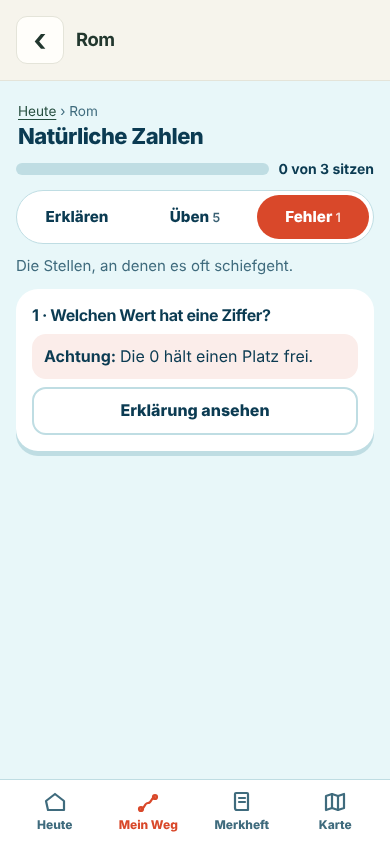 Rom
Heute › Rom
Natürliche Zahlen
0 von 3 sitzen
Erklären
Üben 5
Fehler 1
Die Stellen, an denen es oft schiefgeht.
1 · Welchen Wert hat eine Ziffer?
Achtung: Die 0 hält einen Platz frei.
Erklärung ansehen
Heute
Mein Weg
Merkheft
Karte